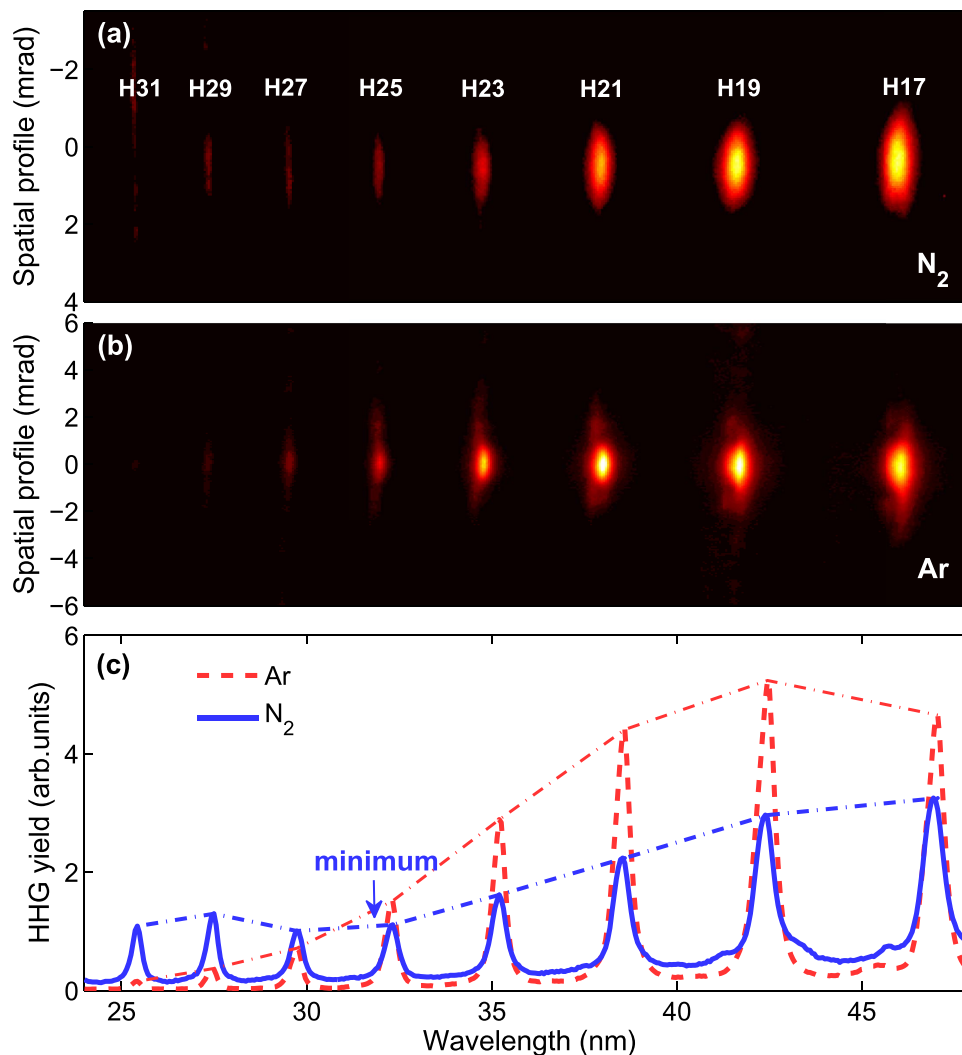 (a)
H31 H29 H27 H25 H23 H21 H19 H17
Spatial profile (mrad)
−2
0
2
4
N2
(b)
Spatial profile (mrad)
6
4
2
0
−2
−4
−6
Ar
(c)
HHG yield (arb.units)
6
4
2
0
Ar
N2
minimum
25 30 35 40 45
Wavelength (nm)